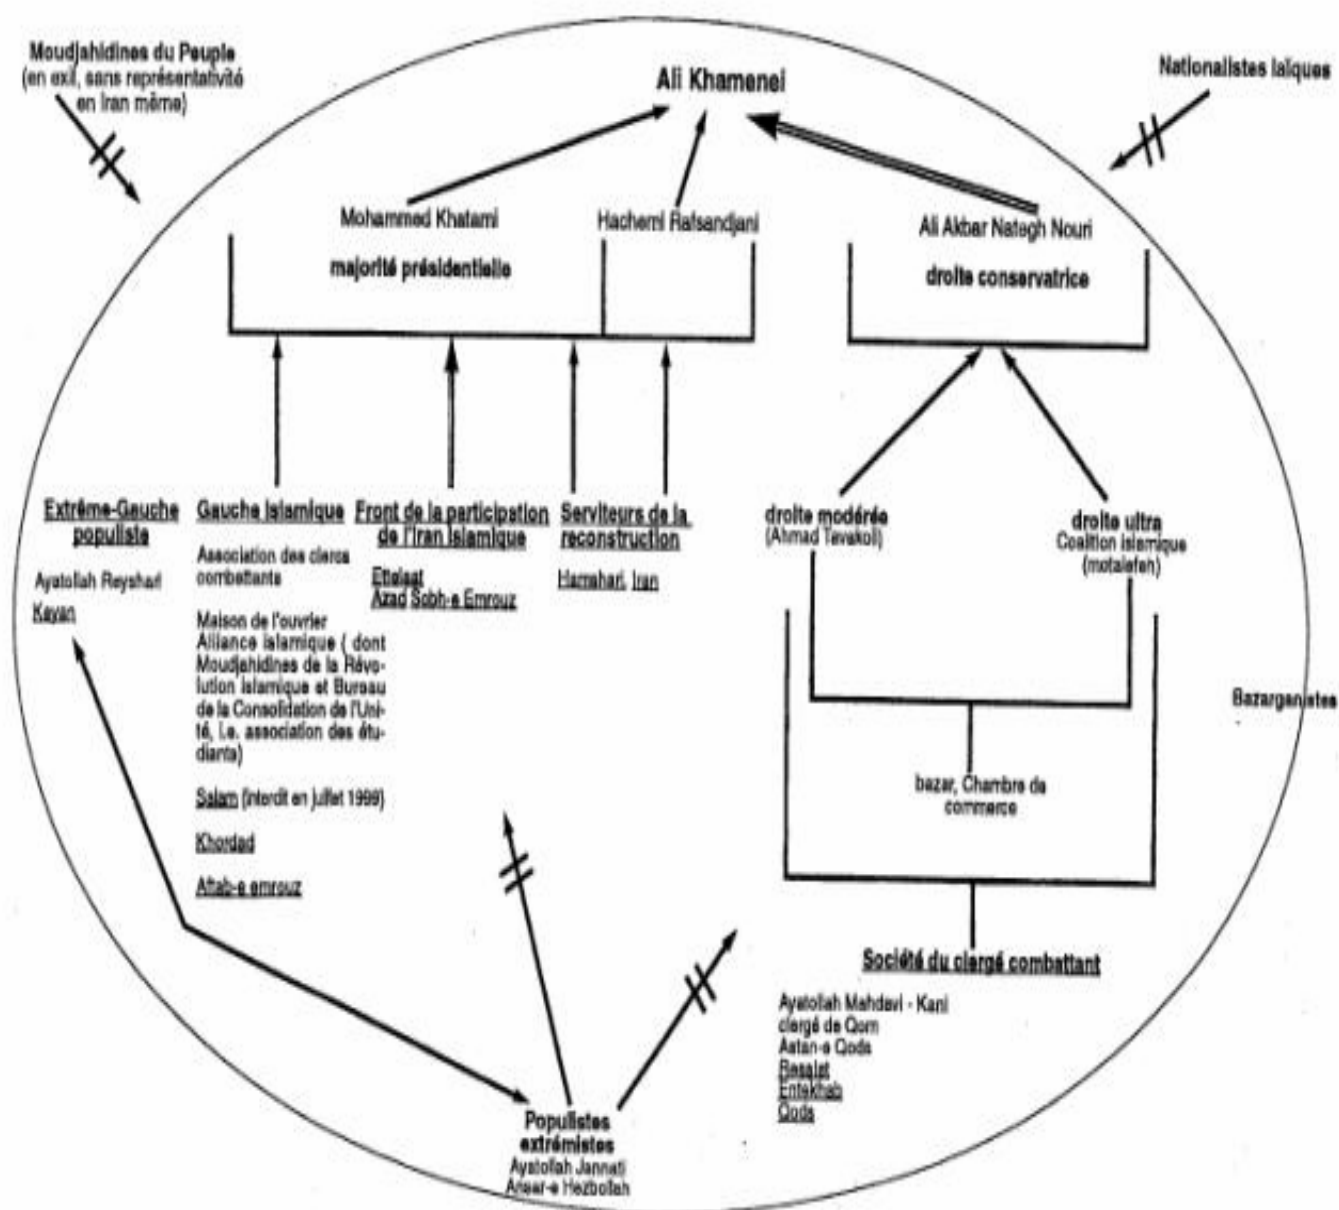 Moudjahidines du Peuple
(en exil, sans représentativité
en Iran même)
Ali Khamenei
Nationalistes laïques
Mohammed Khatami
Hachemi Rafsandjani
Ali Akbar Nategh Nouri
majorité présidentielle
droite conservatrice
Extrême-Gauche
populiste
Ayatollah Reyshari
Kayan
Gauche islamique
Association des clercs
combattants
Maison de l'ouvrier
Alliance islamique ( dont
Moudjahidines de la Révo-
lution islamique et Bureau
de la Consolidation de l'Uni-
té, i.e. association des étu-
diants)
Salam (interdit en juillet 1999)
Khordad
Aftab-e emrouz
Front de la participation
de l'Iran islamique
Ettelaat
Azad Sobh-e Emrouz
Serviteurs de la
reconstruction
Hamshari, Iran
droite modérée
(Ahmad Tavakoli)
droite ultra
Coalition islamique
(motalefeh)
Bazarganistes
bazar, Chambre de
commerce
Société du clergé combattant
Ayatollah Mahdavi - Kani
clergé de Qom
Astan-e Qods
Resalat
Entekhab
Qods
Populistes
extrémistes
Ayatollah Jannati
Ansar-e Hezbollah